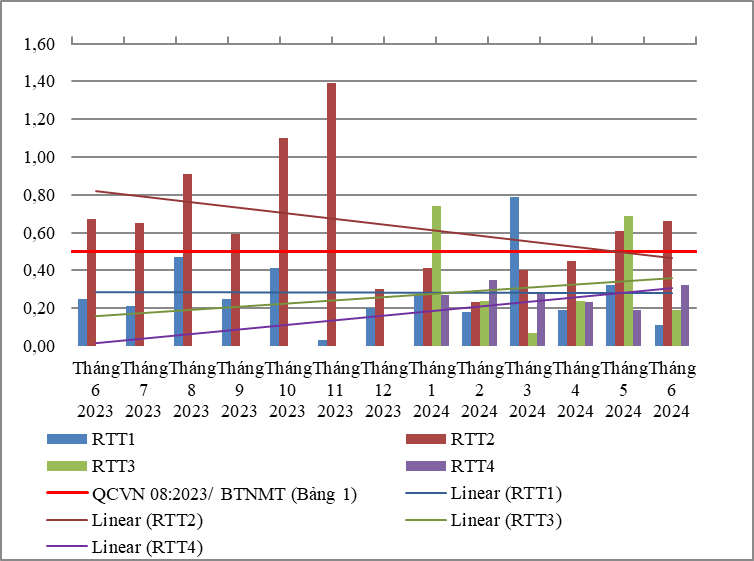 1,60
1,40
1,20
1,00
0,80
0,60
0,40
0,20
0,00
Tháng Tháng Tháng Tháng Tháng Tháng Tháng Tháng Tháng Tháng Tháng Tháng Tháng
6 7 8 9 10 11 12 1 2 3 4 5 6
2023 2023 2023 2023 2023 2023 2023 2024 2024 2024 2024 2024 2024
RTT1 RTT2
RTT3 RTT4
QCVN 08:2023/ BTNMT (Bảng 1) Linear (RTT1)
Linear (RTT2) Linear (RTT3)
Linear (RTT4)